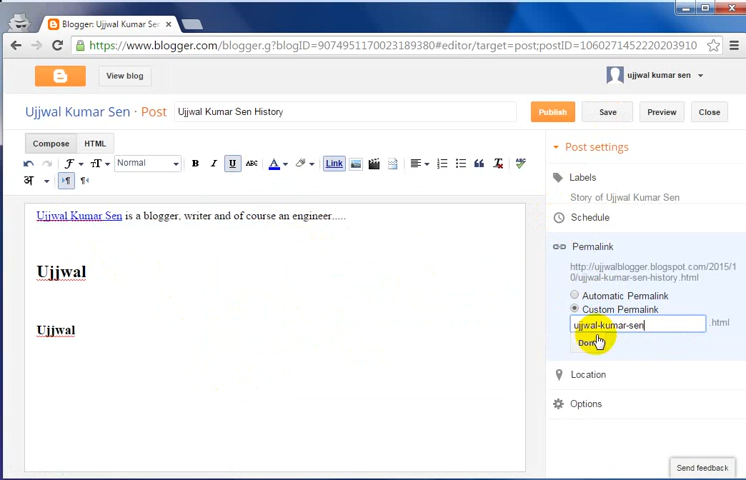 Blogger: Ujjwal Kumar Sen
https://www.blogger.com/blogger.g?blogID=9074951170023189380#editor/target=post;postID=1060271452220203910
View blog
ujjwal kumar sen
Ujjwal Kumar Sen · Post
Ujjwal Kumar Sen History
Publish
Save
Preview
Close
Compose
HTML
Normal
B I U ABC A Link
अ
Ujjwal Kumar Sen is a blogger, writer and of course an engineer.....
Ujjwal
Ujjwal
Post settings
Labels
Story of Ujjwal Kumar Sen
Schedule
Permalink
http://ujjwalblogger.blogspot.com/2015/1
0/ujjwal-kumar-sen-history.html
Automatic Permalink
Custom Permalink
ujjwal-kumar-sen
.html
Location
Options
Send feedback